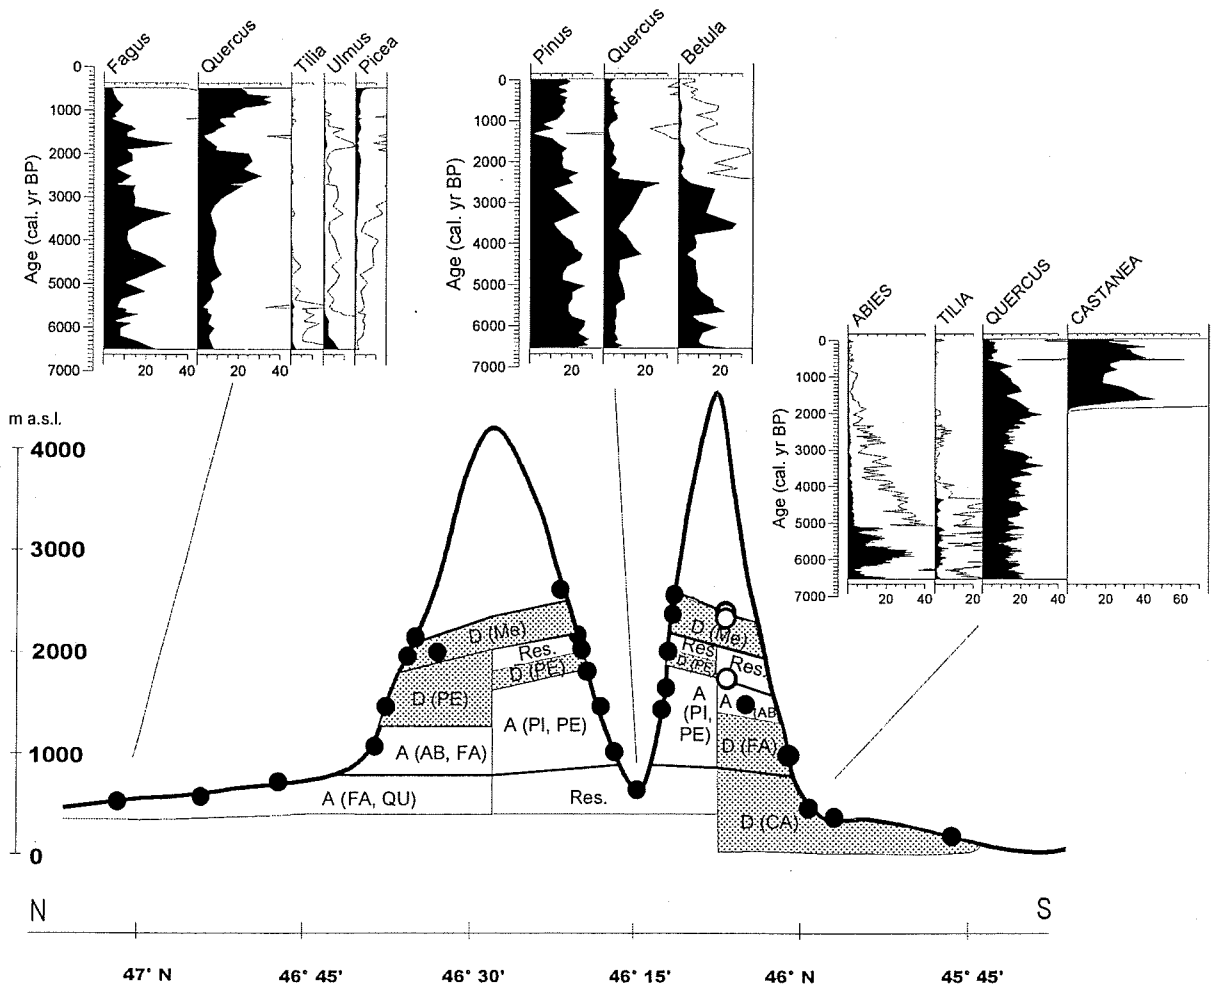 Fagus
Quercus
Tilia
Ulmus
Picea
0
1000
2000
3000
4000
5000
6000
7000
Age (cal. yr BP)
20 40 20 40
Pinus
Quercus
Betula
0
1000
2000
3000
4000
5000
6000
7000
Age (cal. yr BP)
20 20 20
ABIES
TILIA
QUERCUS
CASTANEA
0
1000
2000
3000
4000
5000
6000
7000
Age (cal. yr BP)
20 40 20 20 40 20 40 60
m a.s.l.
4000
3000
2000
1000
0
D (Me)
D (PE)
A (AB, FA)
A (FA, QU)
Res.
D (PE)
A (PI, PE)
Res.
D (Me)
Res.
D (PE)
A
(PI,
PE)
Res.
A (AB
D (FA)
D (CA)
N S
47° N 46° 45' 46° 30' 46° 15' 46° N 45° 45'